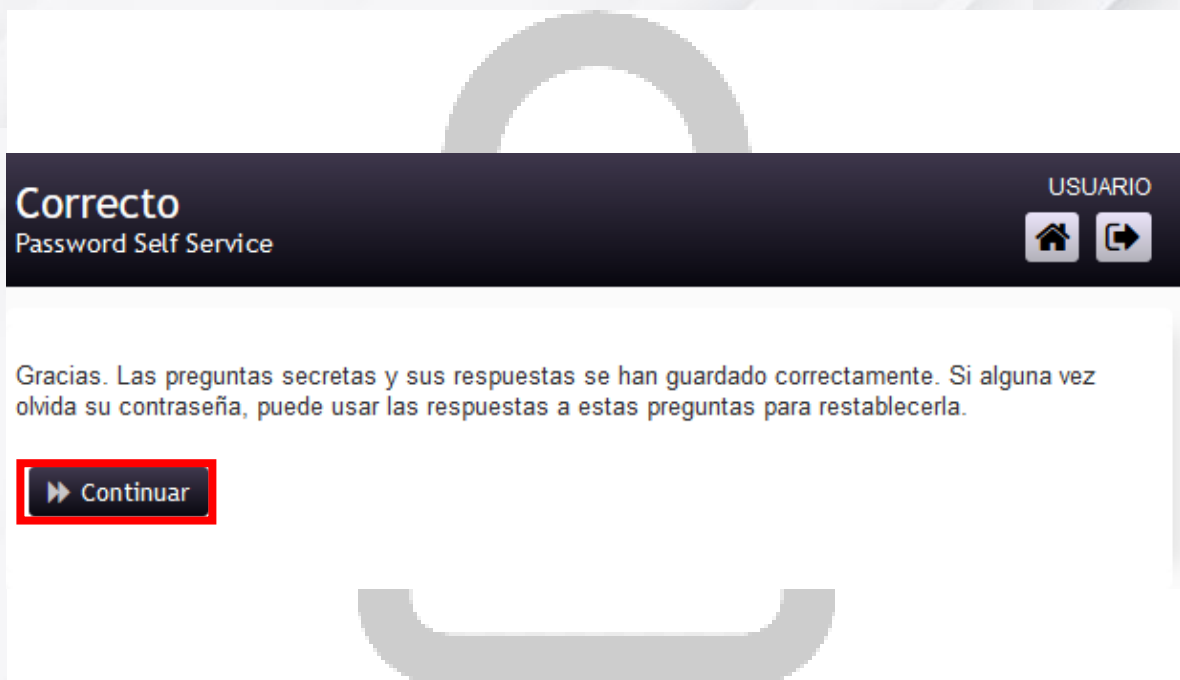 Correcto
USUARIO
Password Self Service
Gracias. Las preguntas secretas y sus respuestas se han guardado correctamente. Si alguna vez
olvida su contraseña, puede usar las respuestas a estas preguntas para restablecerla.
Continuar